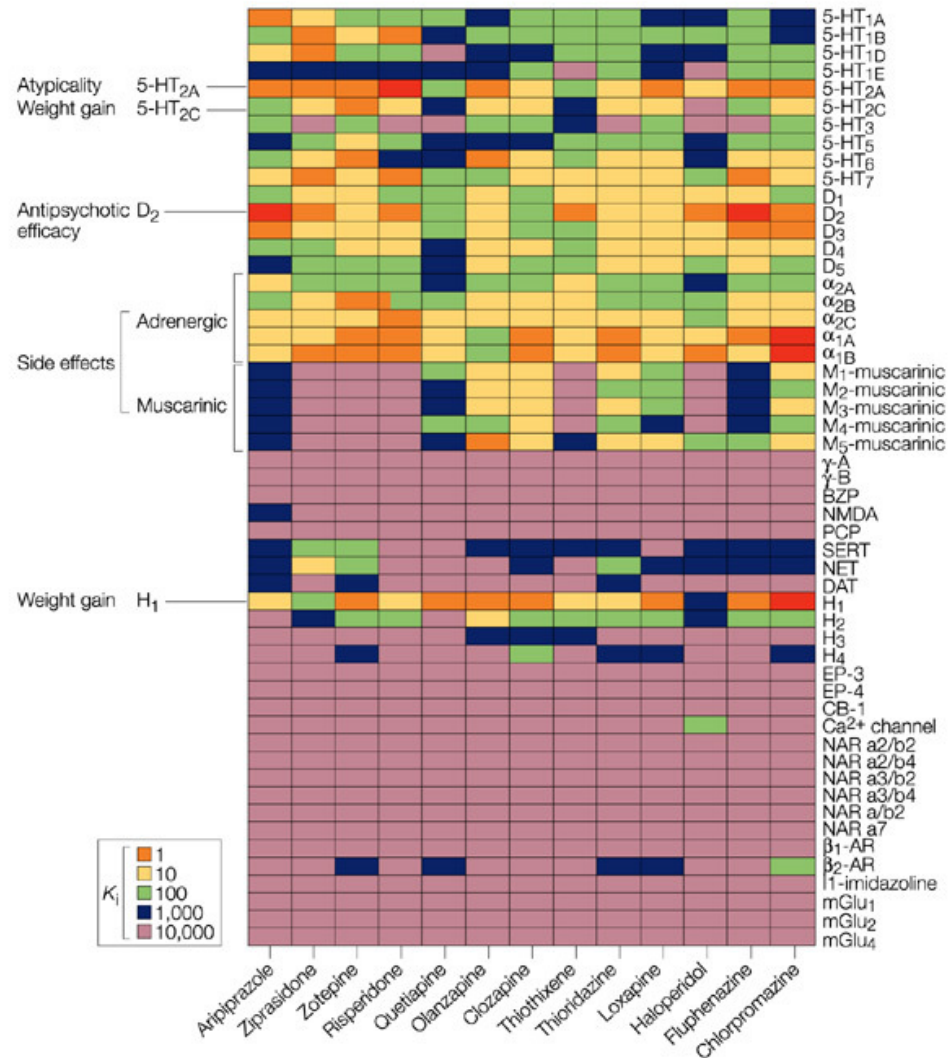 5-HT1A
5-HT1B
5-HT1D
5-HT1E
Atypicality 5-HT2A 5-HT2A
Weight gain 5-HT2C 5-HT2C
5-HT3
5-HT5
5-HT6
5-HT7
D1
Antipsychotic D2 D2
efficacy D3
D4
D5
α2A
α2B
Adrenergic α2C
α1A
Side effects α1B
M1-muscarinic
M2-muscarinic
Muscarinic M3-muscarinic
M4-muscarinic
M5-muscarinic
γ-A
γ-B
BZP
NMDA
PCP
SERT
NET
DAT
Weight gain H1 H1
H2
H3
H4
EP-3
EP-4
CB-1
Ca2+ channel
NAR a2/b2
NAR a2/b4
NAR a3/b2
NAR a3/b4
NAR a/b2
NAR a7
β1-AR
β2-AR
I1-imidazoline
mGlu1
mGlu2
mGlu4
Ki
1
10
100
1,000
10,000
Aripiprazole
Ziprasidone
Zotepine
Risperidone
Quetiapine
Olanzapine
Clozapine
Thiothixene
Thioridazine
Loxapine
Haloperidol
Fluphenazine
Chlorpromazine